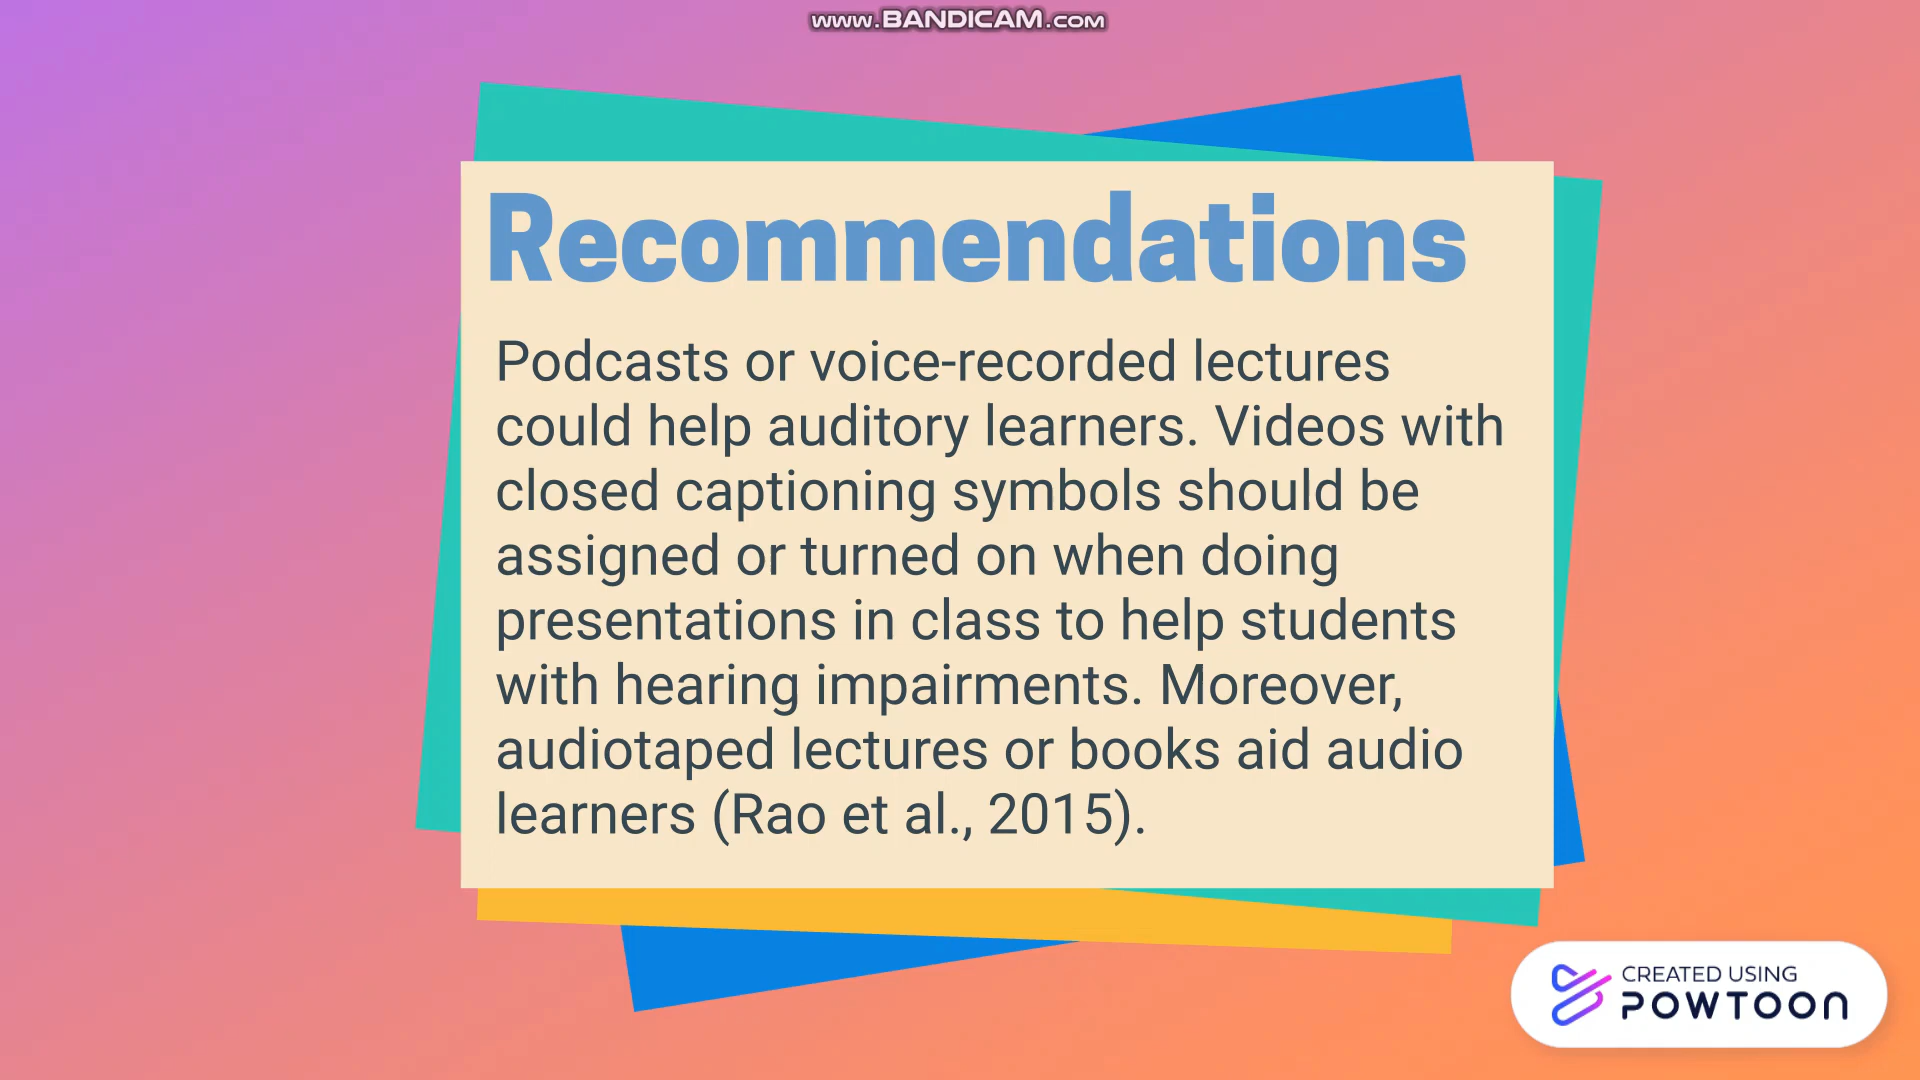 www.BANDICAM.com
Recommendations
Podcasts or voice-recorded lectures
could help auditory learners. Videos with
closed captioning symbols should be
assigned or turned on when doing
presentations in class to help students
with hearing impairments. Moreover,
audiotaped lectures or books aid audio
learners (Rao et al., 2015).
CREATED USING
POWTOON